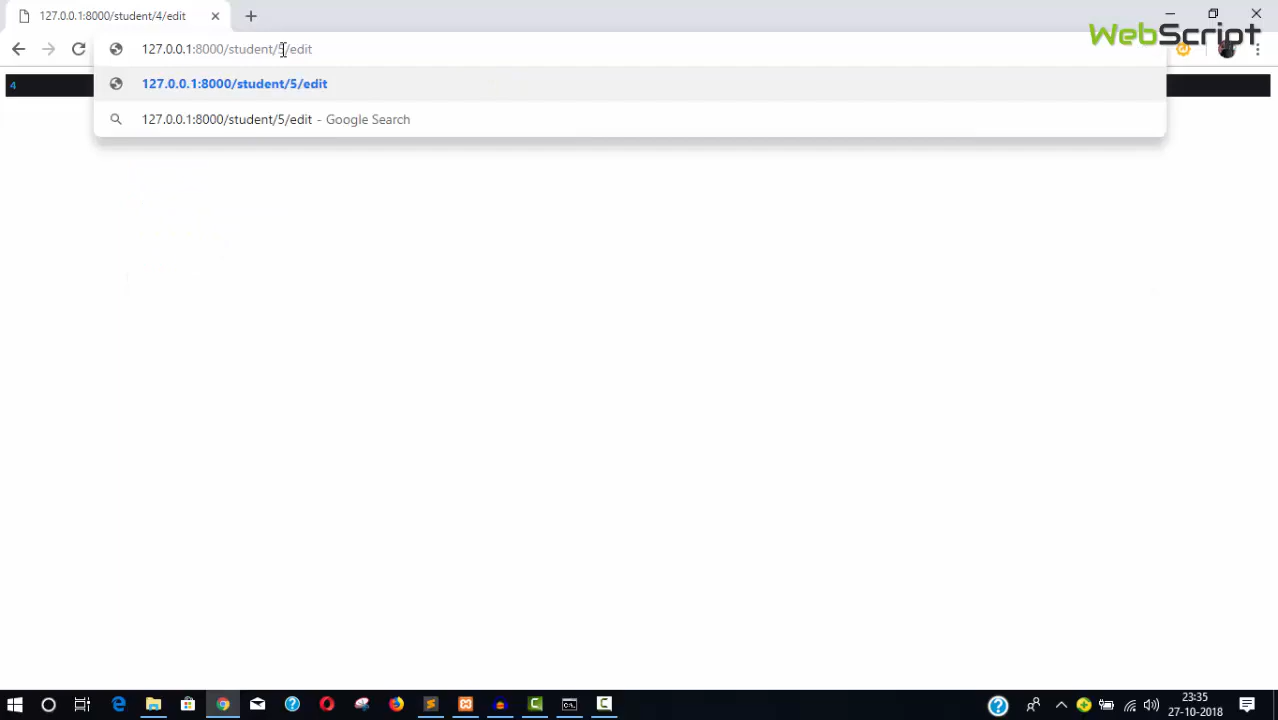 127.0.0.1:8000/student/4/edit
WebScript
127.0.0.1:8000/student/5/edit
4
127.0.0.1:8000/student/5/edit
127.0.0.1:8000/student/5/edit - Google Search
23:35
27-10-2018